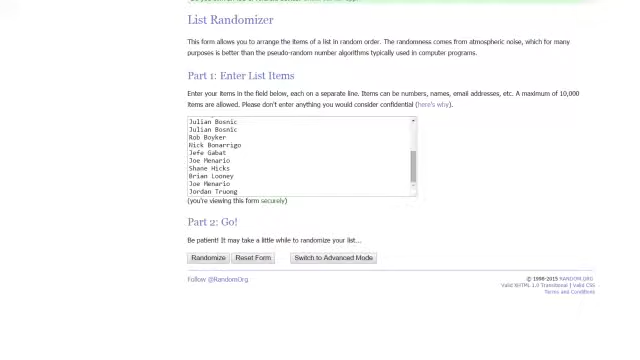 List Randomizer
This form allows you to arrange the items of a list in random order. The randomness comes from atmospheric noise, which for many
purposes is better than the pseudo-random number algorithms typically used in computer programs.
Part 1: Enter List Items
Enter your items in the field below, each on a separate line. Items can be numbers, names, email addresses, etc. A maximum of 10,000
items are allowed. Please don't enter anything you would consider confidential (here's why).
Julian Bosnic
Julian Bosnic
Rob Boyker
Nick Bonarrigo
Jefe Gabat
Joe Menario
Shane Hicks
Brian Looney
Joe Menario
Jordan Truong
(you're viewing this form securely)
Part 2: Go!
Be patient! It may take a little while to randomize your list...
Randomize Reset Form Switch to Advanced Mode
Follow @RandomOrg
© 1998-2015 RANDOM.ORG
Valid XHTML 1.0 Transitional | Valid CSS
Terms and Conditions